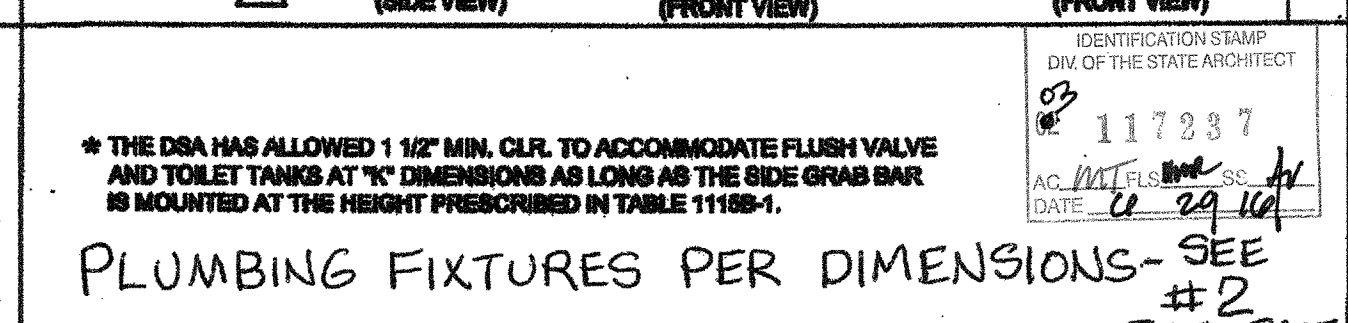 (SIDE VIEW) (FRONT VIEW) (FRONT VIEW)
IDENTIFICATION STAMP
DIV. OF THE STATE ARCHITECT
03
117237
AC MT FLS SS
DATE 6 29 16
* THE DSA HAS ALLOWED 1 1/2" MIN. CLR. TO ACCOMMODATE FLUSH VALVE
AND TOILET TANKS AT "K" DIMENSIONS AS LONG AS THE SIDE GRAB BAR
IS MOUNTED AT THE HEIGHT PRESCRIBED IN TABLE 1115B-1.
PLUMBING FIXTURES PER DIMENSIONS- SEE
#2